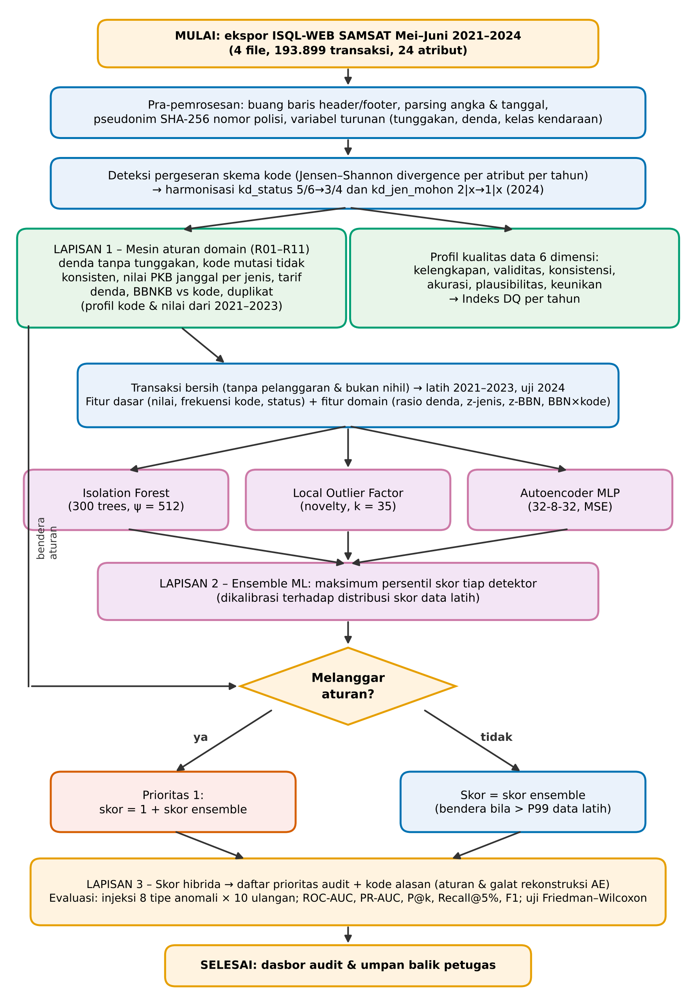 MULAI: ekspor ISQL-WEB SAMSAT Mei–Juni 2021–2024
(4 file, 193.899 transaksi, 24 atribut)
Pra-pemrosesan: buang baris header/footer, parsing angka & tanggal,
pseudonim SHA-256 nomor polisi, variabel turunan (tunggakan, denda, kelas kendaraan)
Deteksi pergeseran skema kode (Jensen–Shannon divergence per atribut per tahun)
→ harmonisasi kd_status 5/6→3/4 dan kd_jen_mohon 2|x→1|x (2024)
LAPISAN 1 – Mesin aturan domain (R01–R11)
denda tanpa tunggakan, kode mutasi tidak
konsisten, nilai PKB janggal per jenis, tarif
denda, BBNKB vs kode, duplikat
(profil kode & nilai dari 2021–2023)
Profil kualitas data 6 dimensi:
kelengkapan, validitas, konsistensi,
akurasi, plausibilitas, keunikan
→ Indeks DQ per tahun
Transaksi bersih (tanpa pelanggaran & bukan nihil) → latih 2021–2023, uji 2024
Fitur dasar (nilai, frekuensi kode, status) + fitur domain (rasio denda, z-jenis, z-BBN, BBN×kode)
Isolation Forest
(300 trees, ψ = 512)
Local Outlier Factor
(novelty, k = 35)
Autoencoder MLP
(32-8-32, MSE)
bendera
aturan
LAPISAN 2 – Ensemble ML: maksimum persentil skor tiap detektor
(dikalibrasi terhadap distribusi skor data latih)
Melanggar
aturan?
ya
tidak
Prioritas 1:
skor = 1 + skor ensemble
Skor = skor ensemble
(bendera bila > P99 data latih)
LAPISAN 3 – Skor hibrida → daftar prioritas audit + kode alasan (aturan & galat rekonstruksi AE)
Evaluasi: injeksi 8 tipe anomali × 10 ulangan; ROC-AUC, PR-AUC, P@k, Recall@5%, F1; uji Friedman–Wilcoxon
SELESAI: dasbor audit & umpan balik petugas